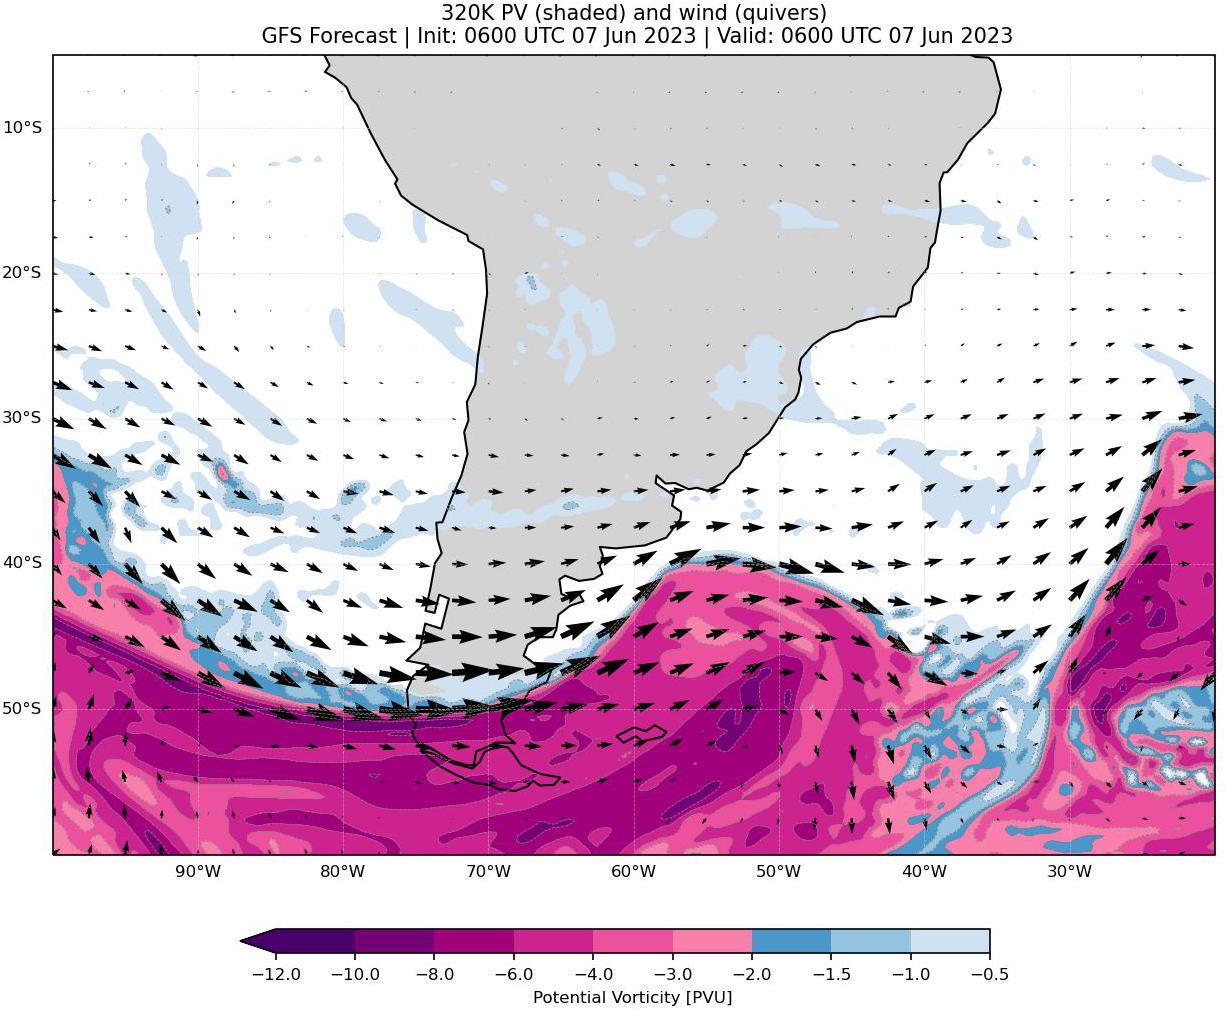 320K PV (shaded) and wind (quivers)
GFS Forecast | Init: 0600 UTC 07 Jun 2023 | Valid: 0600 UTC 07 Jun 2023
10°S
20°S
30°S
40°S
50°S
90°W 80°W 70°W 60°W 50°W 40°W 30°W
−12.0 −10.0 −8.0 −6.0 −4.0 −3.0 −2.0 −1.5 −1.0 −0.5
Potential Vorticity [PVU]